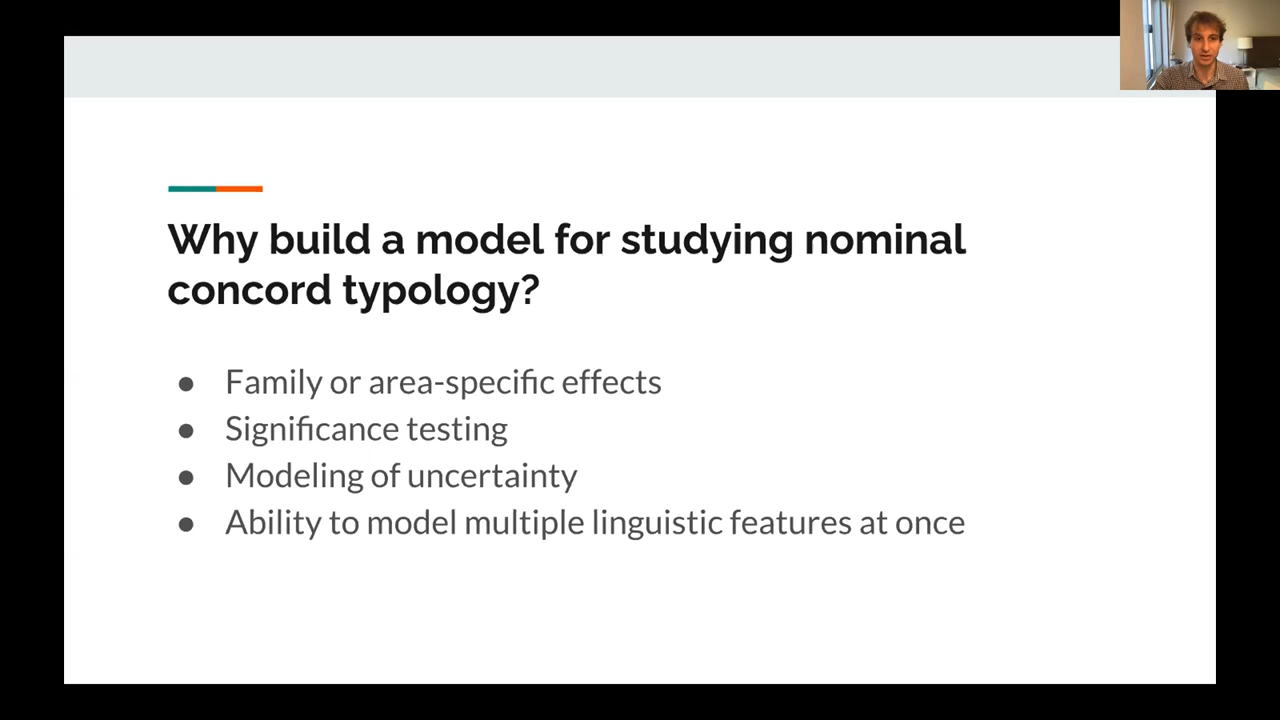 Why build a model for studying nominal
concord typology?
● Family or area-specific effects
● Significance testing
● Modeling of uncertainty
● Ability to model multiple linguistic features at once